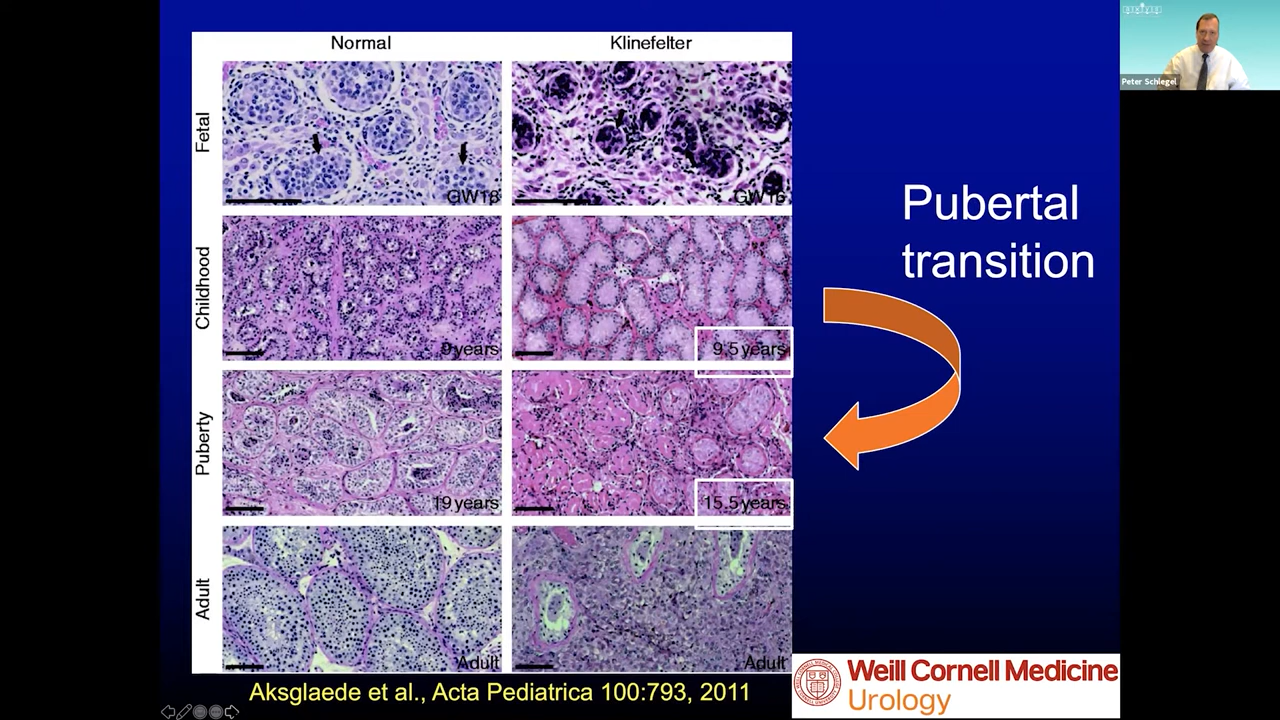 Normal
Klinefelter
Fetal
GW18
GW16
Childhood
9 years
9.5 years
Puberty
19 years
15.5 years
Adult
Adult
Adult
Aksglaede et al., Acta Pediatrica 100:793, 2011
Pubertal
transition
Weill Cornell Medicine
Urology
Peter Schlegel